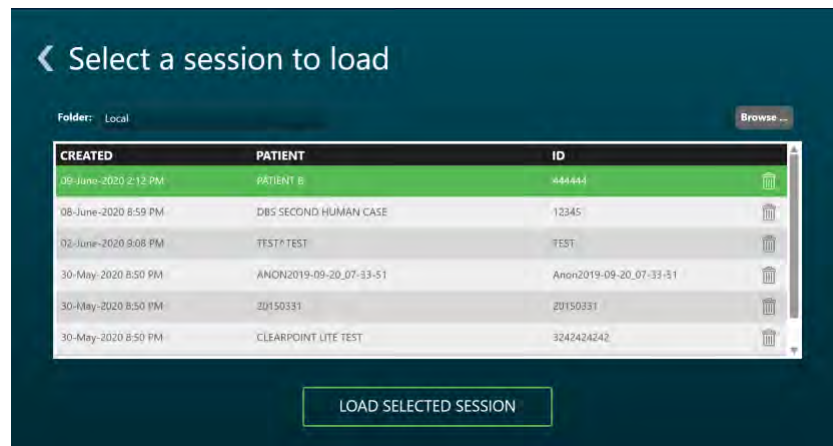 Select a session to load
Folder: Local Browse ...
CREATED PATIENT ID
09-June-2020 2:12 PM PATIENT B 444444
08-June-2020 8:59 PM DBS SECOND HUMAN CASE 12345
02-June-2020 9:08 PM TEST^TEST TEST
30-May-2020 8:50 PM ANON2019-09-20_07-33-51 Anon2019-09-20_07-33-51
30-May-2020 8:50 PM 20150331 20150331
30-May-2020 8:50 PM CLEARPOINT LITE TEST 3242424242
LOAD SELECTED SESSION